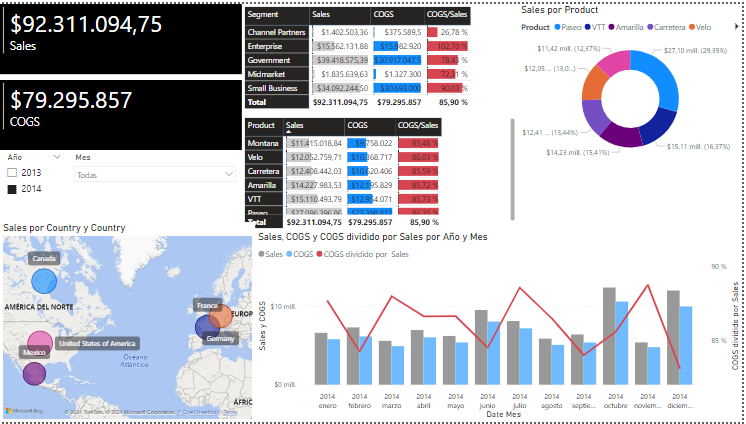 $92.311.094,75
Sales
$79.295.857
COGS
Año
2013
2014
Mes
Todas
Segment Sales COGS COGS/Sales
Channel Partners $1.402.503,36 $375.589,5 26,78 %
Enterprise $15.562.131,88 $15.982.920 102,70 %
Government $39.418.575,39 $30.917.047,5 78,43 %
Midmarket $1.835.639,63 $1.327.300 72,31 %
Small Business $34.092.244,50 $30.693.000 90,03 %
Total $92.311.094,75 $79.295.857 85,90 %
Product Sales COGS COGS/Sales
Montana $11.415.018,84 $9.758.022 85,48 %
Velo $12.052.759,71 $10.368.717 86,03 %
Carretera $12.408.442,03 $10.620.406 85,59 %
Amarilla $14.227.983,53 $12.195.829 85,72 %
VTT $15.110.493,79 $12.954.071 85,73 %
Paseo
Total $92.311.094,75 $79.295.857 85,90 %
Sales por Product
Product Paseo VTT Amarilla Carretera Velo
$11,42 mill. (12,37%)
$27,10 mill. (29,35%)
$12,05 ... (13,0...)
$12,41 ... (13,44%)
$15,11 mill. (16,37%)
$14,23 mill. (15,41%)
Sales por Country y Country
Canada
AMÉRICA DEL NORTE
France
EUROP
United States of America
Germany
Mexico
Océano
Atlántico
ÁFRIC
Microsoft Bing
© 2024 TomTom, © 2024 Microsoft Corporation, © OpenStreetMap Terms
Sales, COGS y COGS dividido por Sales por Año y Mes
Sales COGS COGS dividido por Sales
Sales y COGS
$10 mill.
$0 mill.
90 %
85 %
COGS dividido por Sales
2014 2014 2014 2014 2014 2014 2014 2014 2014 2014 2014 2014
enero febrero marzo abril mayo junio julio agosto septie... octubre noviem... diciem...
Date Mes